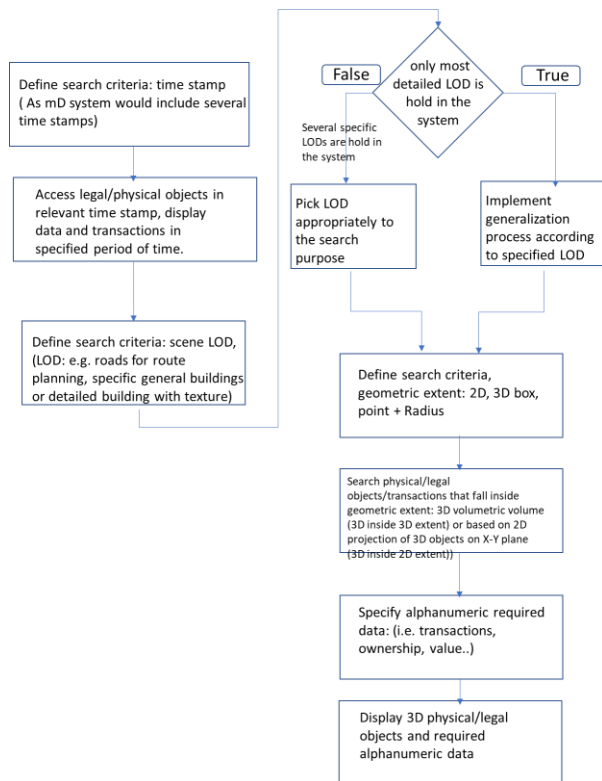 Define search criteria: time stamp
( As mD system would include several
time stamps)
Access legal/physical objects in
relevant time stamp, display
data and transactions in
specified period of time.
Define search criteria: scene LOD,
(LOD: e.g. roads for route
planning, specific general buildings
or detailed building with texture)
only most
detailed LOD is
hold in the
system
False
True
Several specific
LODs are hold in
the system
Pick LOD
appropriately to
the search
purpose
Implement
generalization
process according
to specified LOD
Define search criteria,
geometric extent: 2D, 3D box,
point + Radius
Search physical/legal
objects/transactions that fall inside
geometric extent: 3D volumetric volume
(3D inside 3D extent) or based on 2D
projection of 3D objects on X-Y plane
(3D inside 2D extent))
Specify alphanumeric required
data: (i.e. transactions,
ownership, value..)
Display 3D physical/legal
objects and required
alphanumeric data